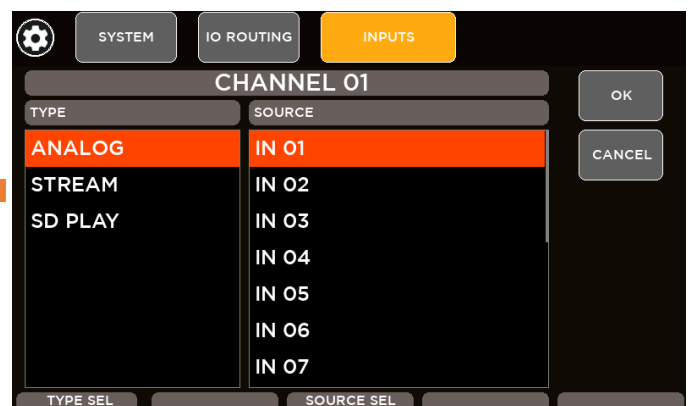 SYSTEM IO ROUTING INPUTS
CHANNEL 01
OK
TYPE SOURCE
ANALOG IN 01
CANCEL
STREAM IN 02
SD PLAY IN 03
IN 04
IN 05
IN 06
IN 07
TYPE SEL SOURCE SEL